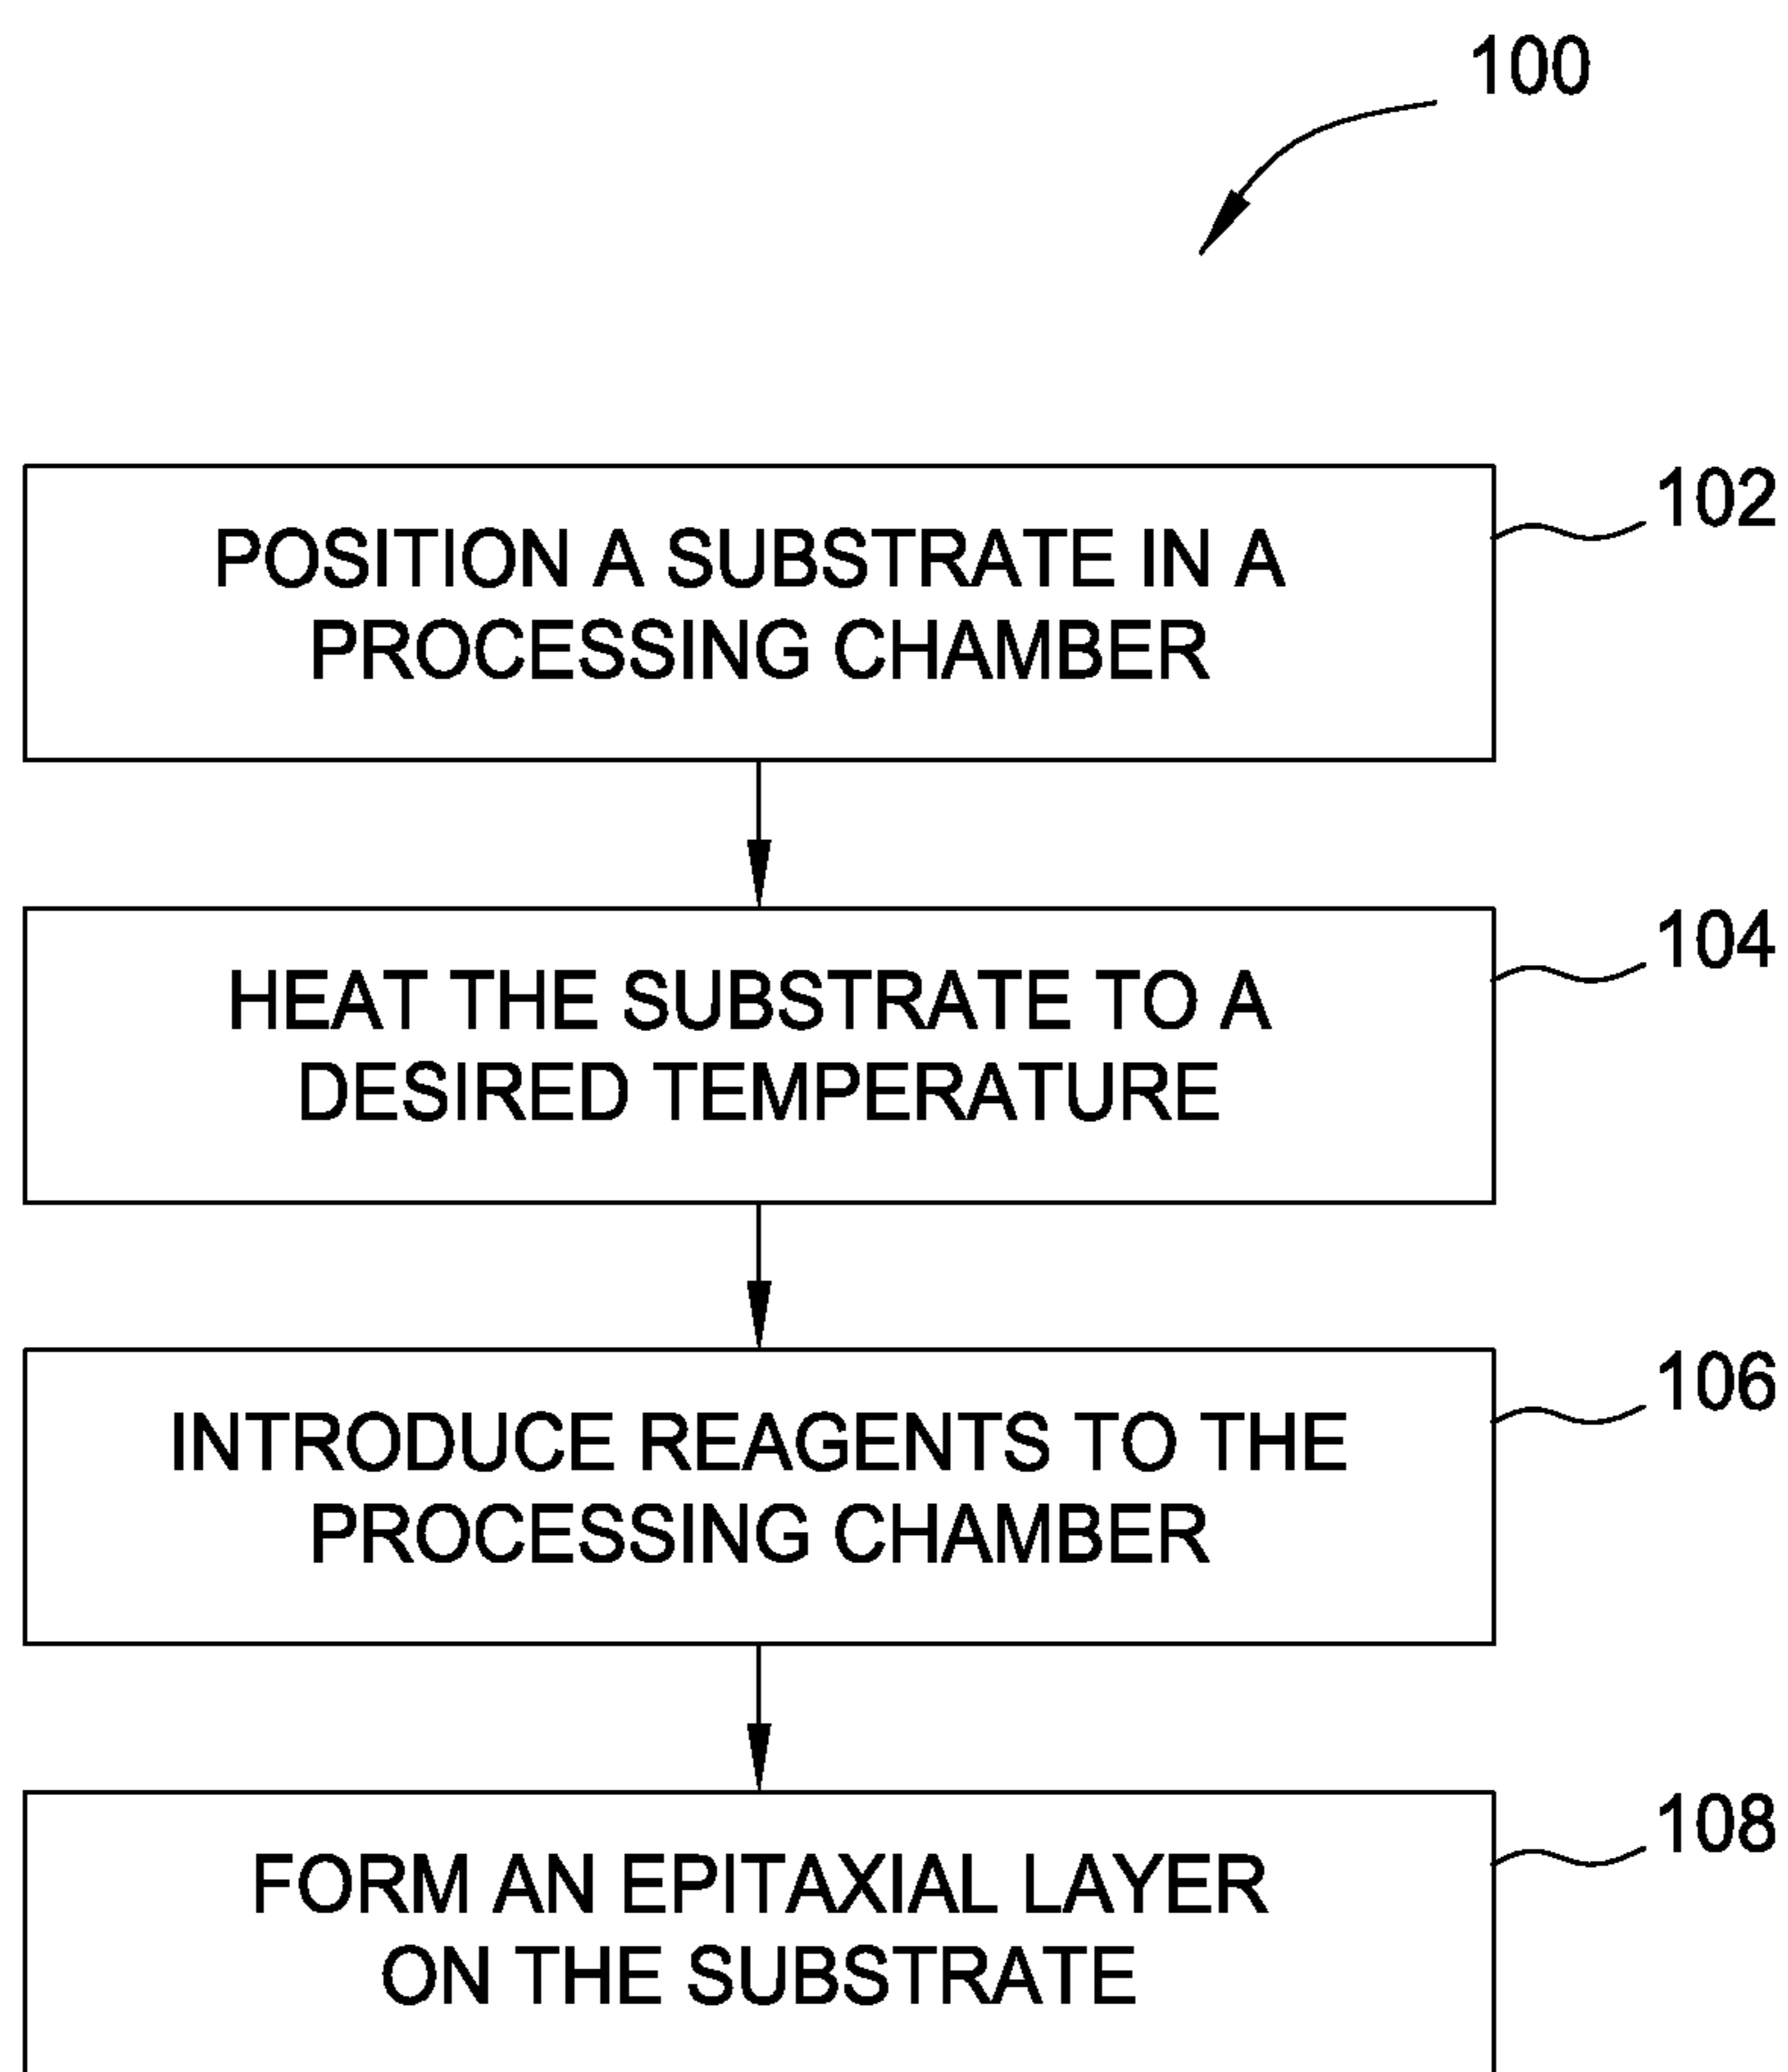 100
102
POSITION A SUBSTRATE IN A
PROCESSING CHAMBER
104
HEAT THE SUBSTRATE TO A
DESIRED TEMPERATURE
106
INTRODUCE REAGENTS TO THE
PROCESSING CHAMBER
108
FORM AN EPITAXIAL LAYER
ON THE SUBSTRATE